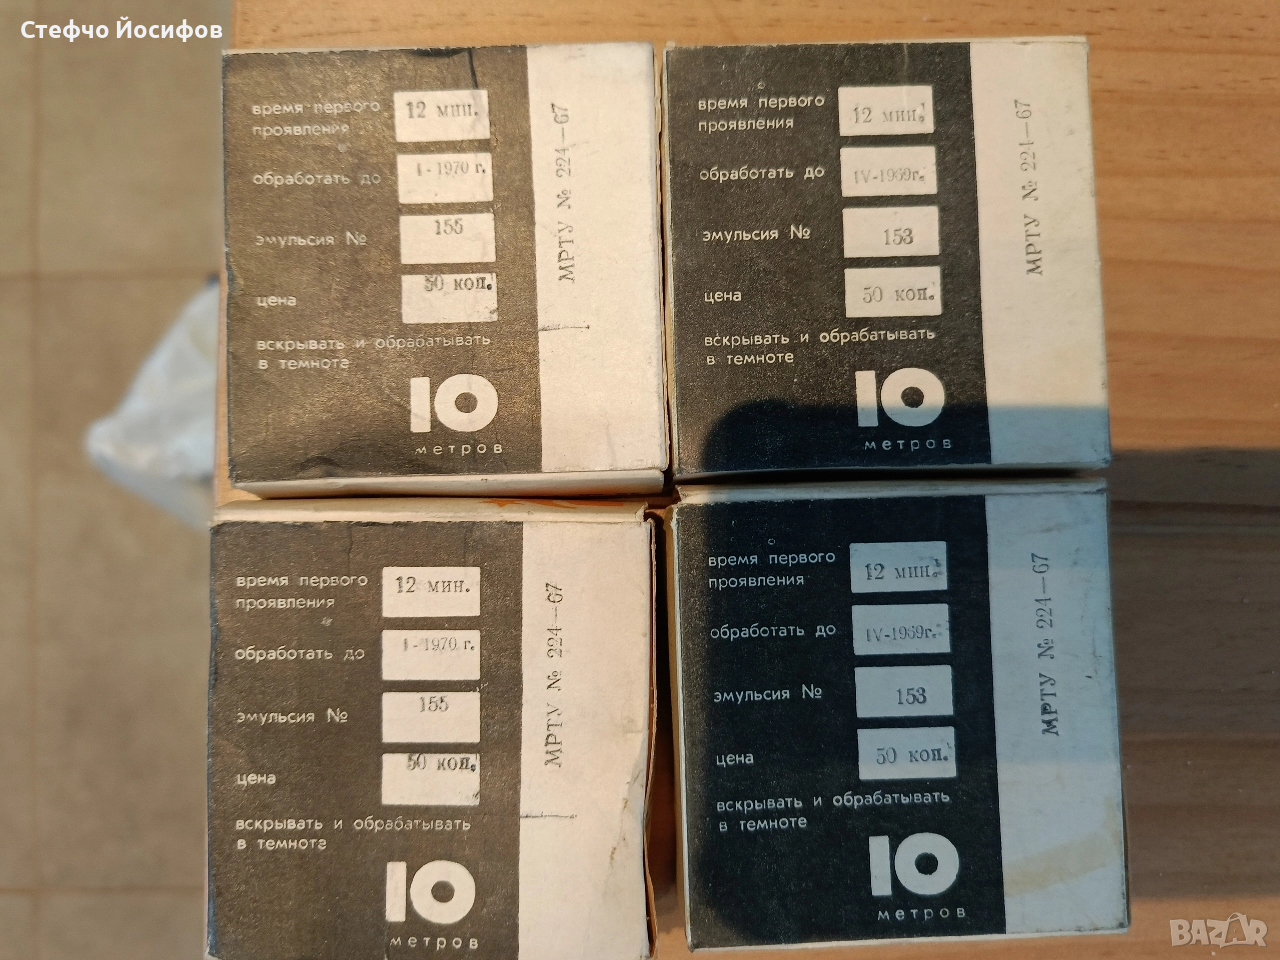 Стефчо Йосифов
время первого
проявления
12 мин.
обработать до
I-1970 г.
эмульсия №
155
цена
50 коп.
вскрывать и обрабатывать
в темноте
10
метров
МРТУ № 224—67
время первого
проявления
12 мин.
обработать до
IV-1969г.
эмульсия №
153
цена
50 коп.
вскрывать и обрабатывать
в темноте
10
метров
МРТУ № 224—67
время первого
проявления
12 мин.
обработать до
I-1970 г.
эмульсия №
155
цена
50 коп.
вскрывать и обрабатывать
в темноте
10
метров
МРТУ № 224—67
время первого
проявления
12 мин.
обработать до
IV-1969г.
эмульсия №
153
цена
50 коп.
вскрывать и обрабатывать
в темноте
10
метров
МРТУ № 224—67
BAZAR